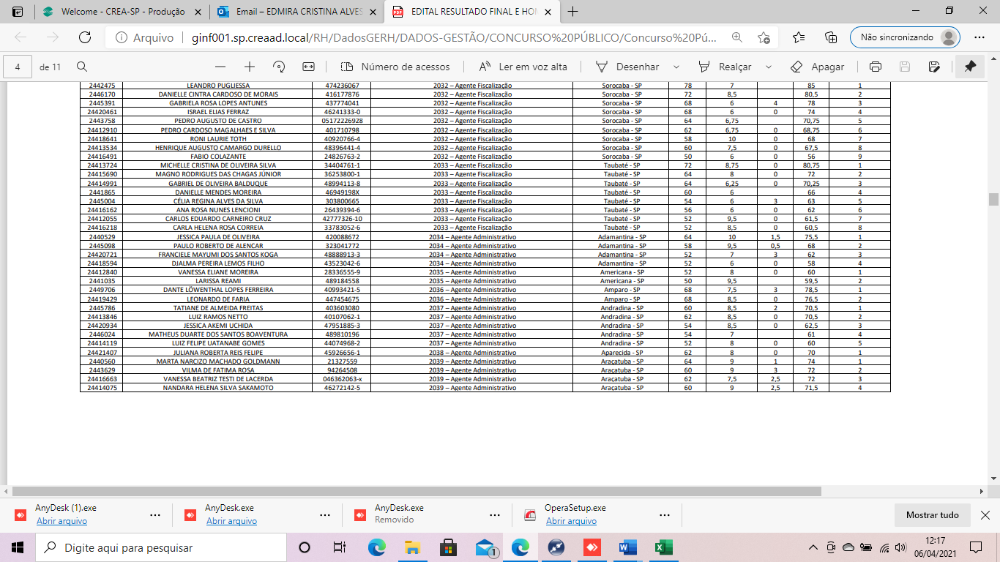 Welcome - CREA-SP - Produção
Email – EDMIRA CRISTINA ALVES
EDITAL RESULTADO FINAL E HOM
Arquivo
ginf001.sp.creaad.local/RH/DadosGERH/DADOS-GESTÃO/CONCURSO%20PÚBLICO/Concurso%20Pú...
Não sincronizando
4 de 11
Número de acessos
Ler em voz alta
Desenhar
Realçar
Apagar
2442475 LEANDRO PUGLIESSA 474236067 2032 – Agente Fiscalização Sorocaba - SP 78 7 85 1
2446170 DANIELLE CINTRA CARDOSO DE MORAIS 416177876 2032 – Agente Fiscalização Sorocaba - SP 72 8,5 80,5 2
2445391 GABRIELA ROSA LOPES ANTUNES 437774041 2032 – Agente Fiscalização Sorocaba - SP 68 6 4 78 3
24420461 ISRAEL ELIAS FERRAZ 46241333-0 2032 – Agente Fiscalização Sorocaba - SP 68 6 0 74 4
2443758 PEDRO AUGUSTO DE CASTRO 05172226928 2032 – Agente Fiscalização Sorocaba - SP 64 6,75 70,75 5
24412910 PEDRO CARDOSO MAGALHAES E SILVA 401710798 2032 – Agente Fiscalização Sorocaba - SP 62 6,75 0 68,75 6
24418641 RONI LAURIE TOTH 40920766-4 2032 – Agente Fiscalização Sorocaba - SP 58 10 0 68 7
24413534 HENRIQUE AUGUSTO CAMARGO DURELLO 48396441-4 2032 – Agente Fiscalização Sorocaba - SP 60 7,5 0 67,5 8
24416491 FABIO COLAZANTE 24826763-2 2032 – Agente Fiscalização Sorocaba - SP 50 6 0 56 9
24413724 MICHELLE CRISTINA DE OLIVEIRA SILVA 34404761-1 2033 – Agente Fiscalização Taubaté - SP 72 8,75 0 80,75 1
24415690 MAGNO RODRIGUES DAS CHAGAS JÚNIOR 36253800-1 2033 – Agente Fiscalização Taubaté - SP 64 8 0 72 2
24414991 GABRIEL DE OLIVEIRA BALDUQUE 48994113-8 2033 – Agente Fiscalização Taubaté - SP 64 6,25 0 70,25 3
2441865 DANIELLE MENDES MOREIRA 46949198X 2033 – Agente Fiscalização Taubaté - SP 60 6 66 4
2445004 CÉLIA REGINA ALVES DA SILVA 303800665 2033 – Agente Fiscalização Taubaté - SP 54 6 3 63 5
24416162 ANA ROSA NUNES LENCIONI 26439394-6 2033 – Agente Fiscalização Taubaté - SP 56 6 0 62 6
24412055 CARLOS EDUARDO CARNEIRO CRUZ 42777326-10 2033 – Agente Fiscalização Taubaté - SP 52 9,5 0 61,5 7
24416218 CARLA HELENA ROSA CORREIA 33783052-6 2033 – Agente Fiscalização Taubaté - SP 52 8,5 0 60,5 8
2440529 JESSICA PAULA DE OLIVEIRA 420088672 2034 – Agente Administrativo Adamantina - SP 64 10 1,5 75,5 1
2445098 PAULO ROBERTO DE ALENCAR 323041772 2034 – Agente Administrativo Adamantina - SP 58 9,5 0,5 68 2
24420721 FRANCIELE MAYUMI DOS SANTOS KOGA 48888913-3 2034 – Agente Administrativo Adamantina - SP 52 7 3 62 3
24418594 DJALMA PEREIRA LEMOS FILHO 43523042-6 2034 – Agente Administrativo Adamantina - SP 52 6 0 58 4
24412840 VANESSA ELIANE MOREIRA 28336555-9 2035 – Agente Administrativo Americana - SP 52 8 0 60 1
2441035 LARISSA REAMI 489184558 2035 – Agente Administrativo Americana - SP 50 9,5 59,5 2
2449706 DANTE LÖWENTHAL LOPES FERREIRA 40993421-5 2036 – Agente Administrativo Amparo - SP 68 7,5 3 78,5 1
24419429 LEONARDO DE FARIA 447454675 2036 – Agente Administrativo Amparo - SP 68 8,5 0 76,5 2
2445786 TATIANE DE ALMEIDA FREITAS 403603080 2037 – Agente Administrativo Andradina - SP 60 8,5 2 70,5 1
24413846 LUIZ RAMOS NETTO 40107062-1 2037 – Agente Administrativo Andradina - SP 62 8,5 0 70,5 2
24420934 JESSICA AKEMI UCHIDA 47951885-3 2037 – Agente Administrativo Andradina - SP 54 8,5 0 62,5 3
2446024 MATHEUS DUARTE DOS SANTOS BOAVENTURA 489810196 2037 – Agente Administrativo Andradina - SP 54 7 61 4
24414119 LUIZ FELIPE UATANABE GOMES 44074968-2 2037 – Agente Administrativo Andradina - SP 52 8 0 60 5
24421407 JULIANA ROBERTA REIS FELIPE 45926656-1 2038 – Agente Administrativo Aparecida - SP 62 8 0 70 1
2440560 MARTA NARCIZO MACHADO GOLDMANN 21327559 2039 – Agente Administrativo Araçatuba - SP 64 9 1 74 1
2443629 VILMA DE FATIMA ROSA 94264508 2039 – Agente Administrativo Araçatuba - SP 60 9 3 72 2
24416663 VANESSA BEATRIZ TESTI DE LACERDA 046362063-x 2039 – Agente Administrativo Araçatuba - SP 62 7,5 2,5 72 3
24414075 NANDARA HELENA SILVA SAKAMOTO 46272142-5 2039 – Agente Administrativo Araçatuba - SP 60 9 2,5 71,5 4
AnyDesk (1).exe
Abrir arquivo
AnyDesk.exe
Abrir arquivo
AnyDesk.exe
Removido
OperaSetup.exe
Abrir arquivo
Mostrar tudo
Digite aqui para pesquisar
1
12:17
06/04/2021